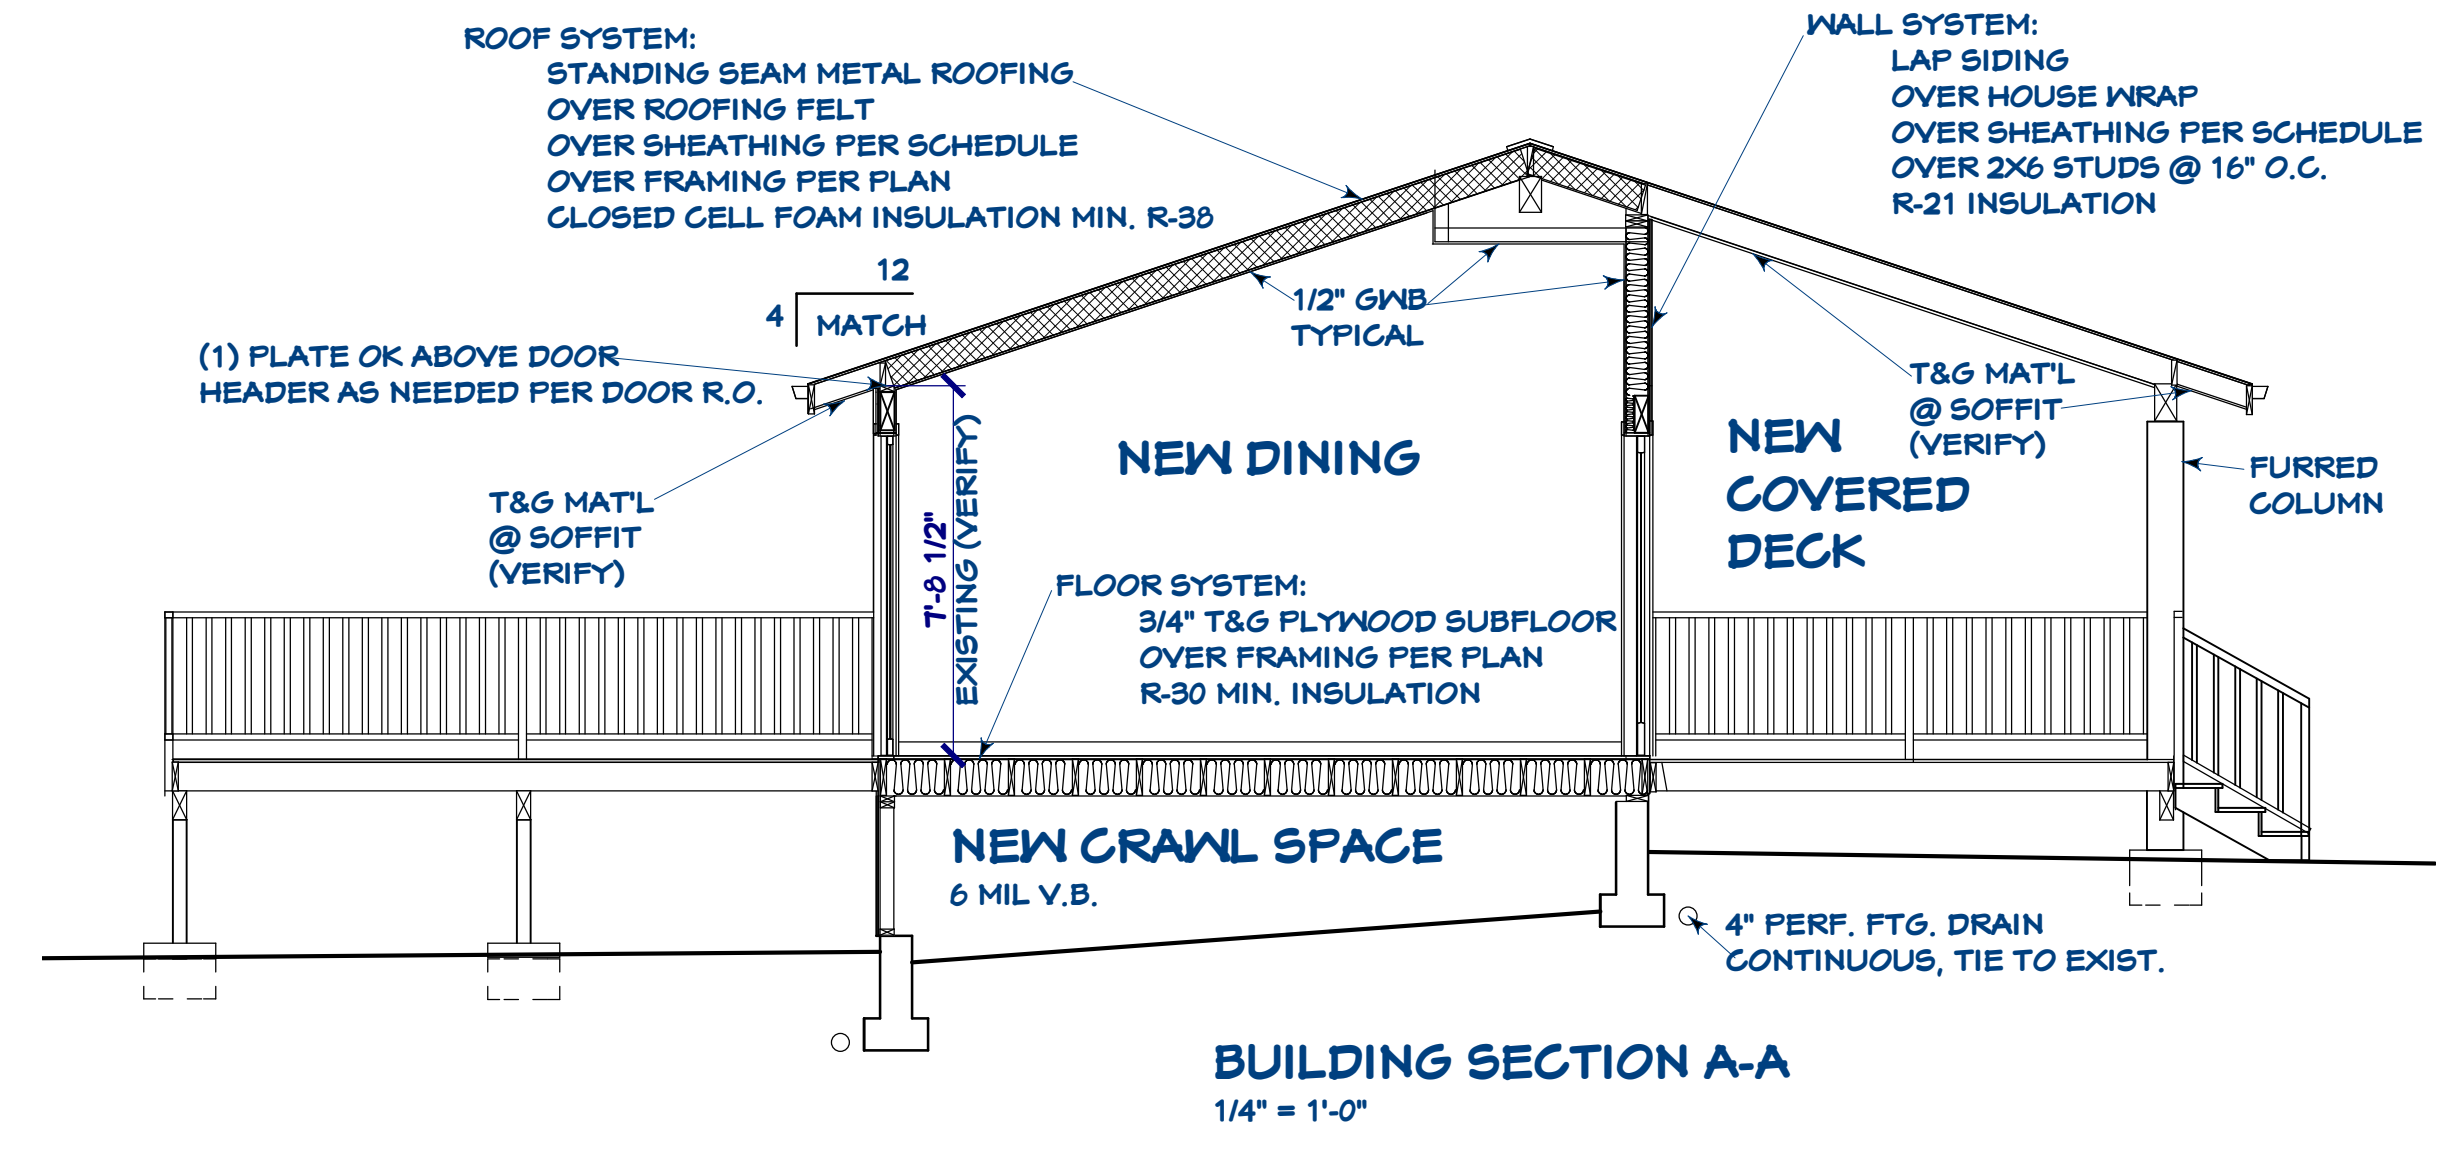 ROOF SYSTEM:
STANDING SEAM METAL ROOFING
OVER ROOFING FELT
OVER SHEATHING PER SCHEDULE
OVER FRAMING PER PLAN
CLOSED CELL FOAM INSULATION MIN. R-38
WALL SYSTEM:
LAP SIDING
OVER HOUSE WRAP
OVER SHEATHING PER SCHEDULE
OVER 2X6 STUDS @ 16" O.C.
R-21 INSULATION
12
4
MATCH
(1) PLATE OK ABOVE DOOR
HEADER AS NEEDED PER DOOR R.O.
1/2" GWB
TYPICAL
T&G MAT'L
@ SOFFIT
(VERIFY)
NEW DINING
NEW
COVERED
DECK
FURRED
COLUMN
T&G MAT'L
@ SOFFIT
(VERIFY)
7'-8 1/2"
EXISTING (VERIFY)
FLOOR SYSTEM:
3/4" T&G PLYWOOD SUBFLOOR
OVER FRAMING PER PLAN
R-30 MIN. INSULATION
NEW CRAWL SPACE
6 MIL V.B.
4" PERF. FTG. DRAIN
CONTINUOUS, TIE TO EXIST.
BUILDING SECTION A-A
1/4" = 1'-0"